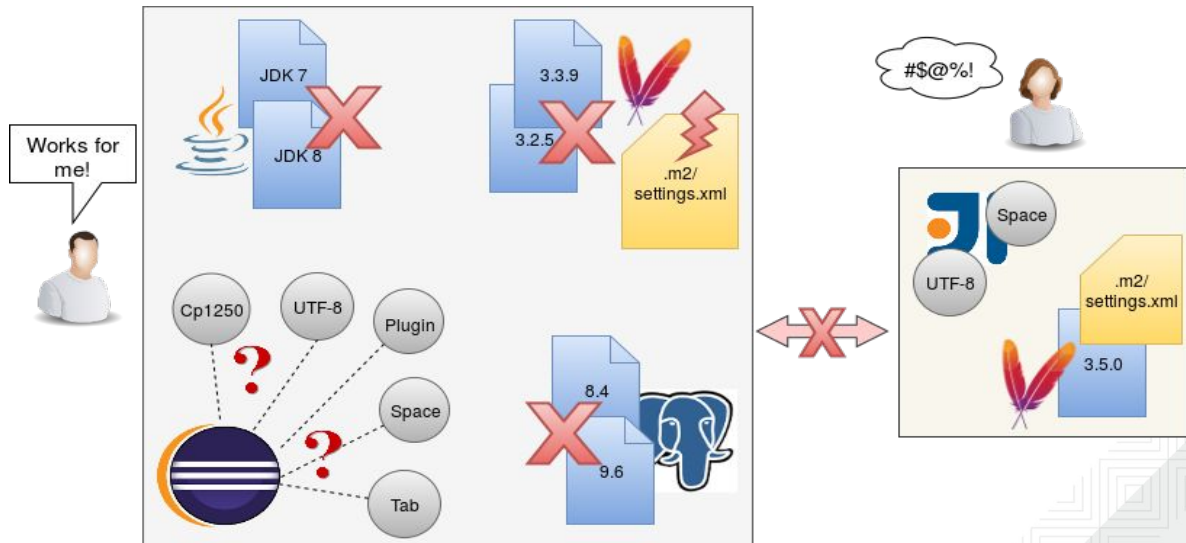 Works for
me!
JDK 7
JDK 8
3.3.9
3.2.5
.m2/
settings.xml
Cp1250
UTF-8
Plugin
Space
Tab
?
?
8.4
9.6
#$@%!
Space
UTF-8
.m2/
settings.xml
3.5.0